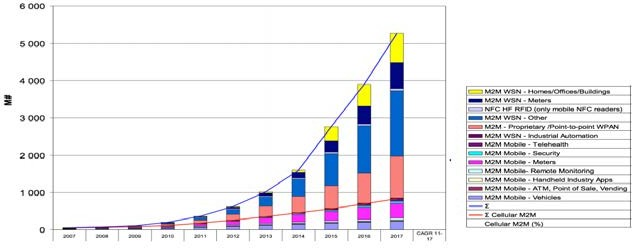 6 000
5 000
4 000
3 000
2 000
1 000
0
M#
2007 2008 2009 2010 2011 2012 2013 2014 2015 2016 2017 CAGR 11-
17
M2M WSN - Homes/Offices/Buildings
M2M WSN - Meters
NFC HF RFID (only mobile NFC readers)
M2M WSN - Other
M2M - Proprietary /Point-to-point WPAN
M2M WSN - Industrial Automation
M2M Mobile - Telehealth
M2M Mobile - Security
M2M Mobile - Meters
M2M Mobile- Remote Monitoring
M2M Mobile - Handheld Industry Apps
M2M Mobile - ATM, Point of Sale, Vending
M2M Mobile - Vehicles
Σ
Σ Cellular M2M
Cellular M2M (%)